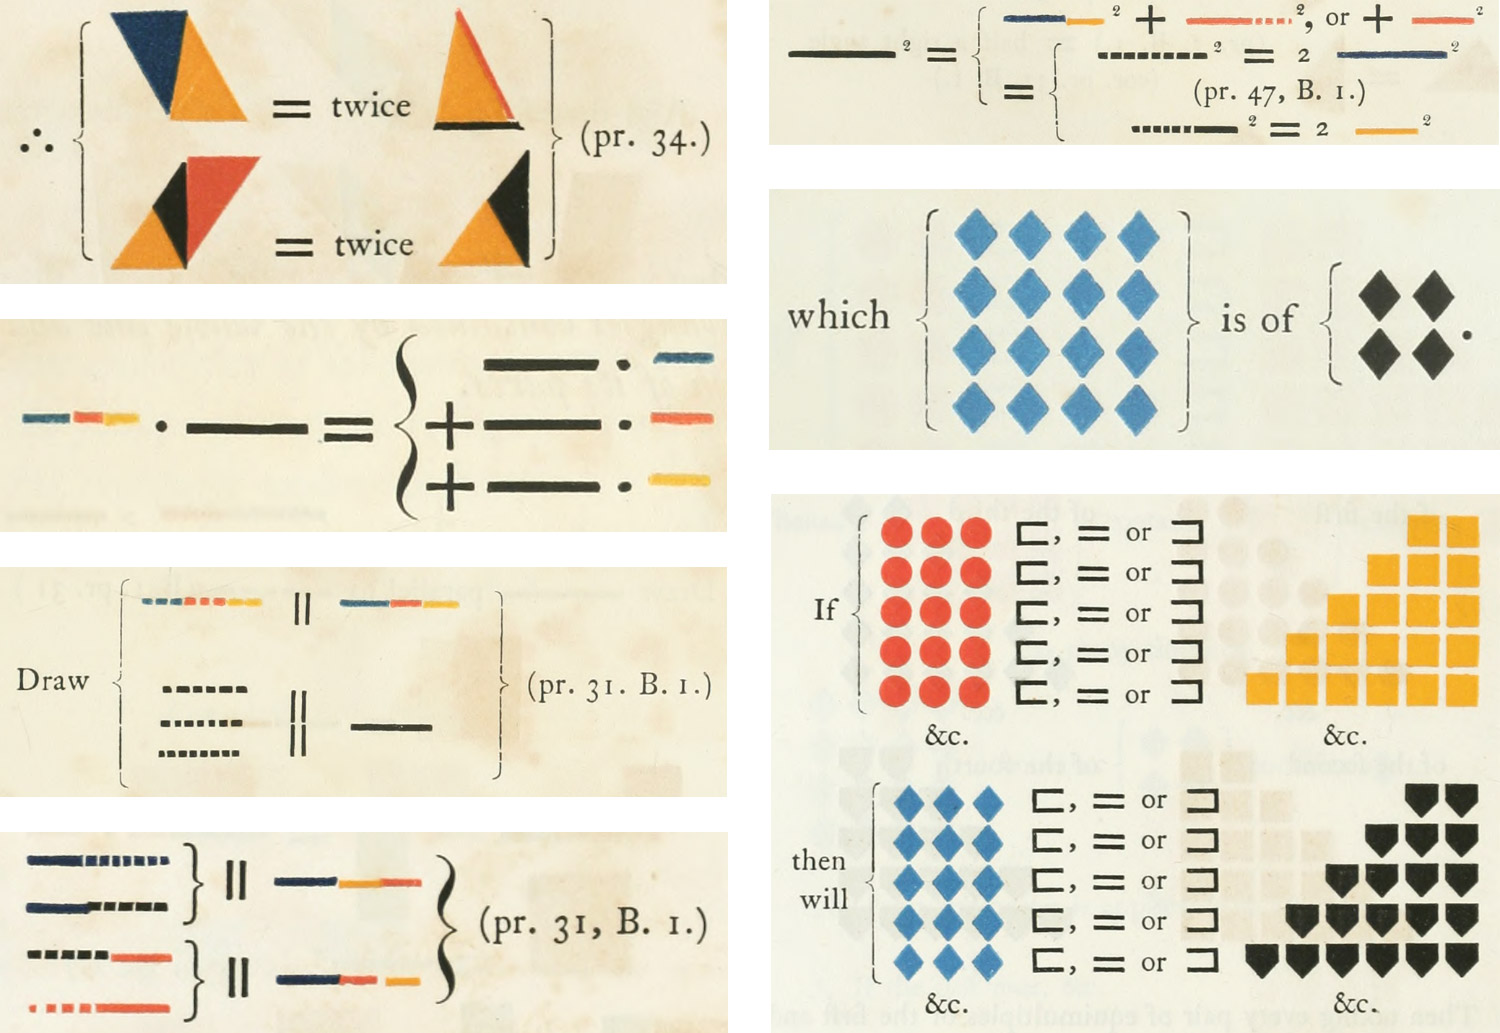 ∴ = twice (pr. 34.)
= twice
· = · 
+ ·
+ ·
Draw || (pr. 31. B. 1.)
||
|| (pr. 31, B. 1.)
||
² + ², or + ²
² = ² = 2 ²
= (pr. 47, B. 1.)
² = 2 ²
which is of .
If ⊏, = or ⊐
⊏, = or ⊐
⊏, = or ⊐
⊏, = or ⊐
⊏, = or ⊐
&c. &c.
then will ⊏, = or ⊐
⊏, = or ⊐
⊏, = or ⊐
⊏, = or ⊐
⊏, = or ⊐
&c. &c.